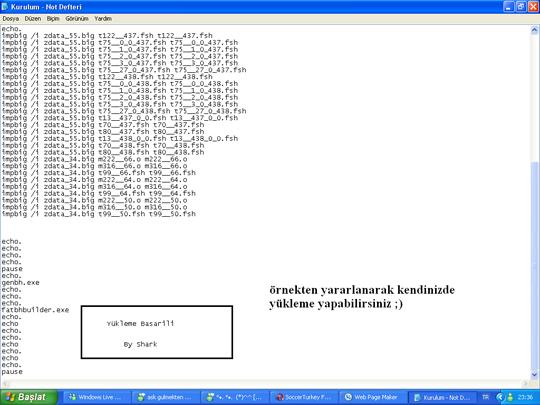 Kurulum - Not Defteri
Dosya Düzen Biçim Görünüm Yardım
echo.
impbig /i zdata_55.big t122__437.fsh t122__437.fsh
impbig /i zdata_55.big t75__0_0_437.fsh t75__0_0_437.fsh
impbig /i zdata_55.big t75__1_0_437.fsh t75__1_0_437.fsh
impbig /i zdata_55.big t75__2_0_437.fsh t75__2_0_437.fsh
impbig /i zdata_55.big t75__3_0_437.fsh t75__3_0_437.fsh
impbig /i zdata_55.big t75__27_0_437.fsh t75__27_0_437.fsh
impbig /i zdata_55.big t122__438.fsh t122__438.fsh
impbig /i zdata_55.big t75__0_0_438.fsh t75__0_0_438.fsh
impbig /i zdata_55.big t75__1_0_438.fsh t75__1_0_438.fsh
impbig /i zdata_55.big t75__2_0_438.fsh t75__2_0_438.fsh
impbig /i zdata_55.big t75__3_0_438.fsh t75__3_0_438.fsh
impbig /i zdata_55.big t75__27_0_438.fsh t75__27_0_438.fsh
impbig /i zdata_55.big t13__437_0_0.fsh t13__437_0_0.fsh
impbig /i zdata_55.big t70__437.fsh t70__437.fsh
impbig /i zdata_55.big t80__437.fsh t80__437.fsh
impbig /i zdata_55.big t13__438_0_0.fsh t13__438_0_0.fsh
impbig /i zdata_55.big t70__438.fsh t70__438.fsh
impbig /i zdata_55.big t80__438.fsh t80__438.fsh
impbig /i zdata_34.big m222__66.o m222__66.o
impbig /i zdata_34.big m316__66.o m316__66.o
impbig /i zdata_34.big t99__66.fsh t99__66.fsh
impbig /i zdata_34.big m222__64.o m222__64.o
impbig /i zdata_34.big m316__64.o m316__64.o
impbig /i zdata_34.big t99__64.fsh t99__64.fsh
impbig /i zdata_34.big m222__50.o m222__50.o
impbig /i zdata_34.big m316__50.o m316__50.o
impbig /i zdata_34.big t99__50.fsh t99__50.fsh
echo.
echo.
echo.
echo.
pause
genbh.exe
echo.
echo.
echo.
fatbhbuilder.exe
echo.
echo
echo. Yükleme Basarili
echo.
echo. By Shark
echo.
echo.
echo.
pause
örnekten yararlanarak kendinizde
yükleme yapabilirsiniz ;)
Başlat
Windows Live ...
ask gulmekten ...
SoccerTurkey F...
Web Page Maker
Kurulum - Not D...
TR
23:36